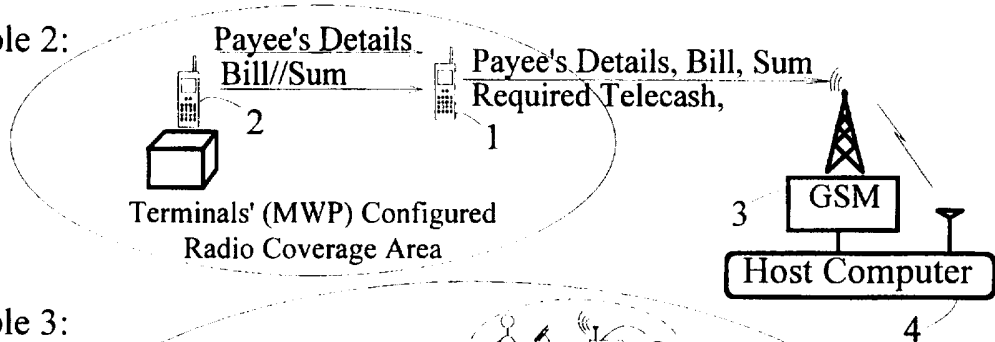 ple 2:
Payee's Details
Bill//Sum
Payee's Details, Bill, Sum
Required Telecash,
2
1
Terminals' (MWP) Configured
Radio Coverage Area
3
GSM
Host Computer
4
ple 3: